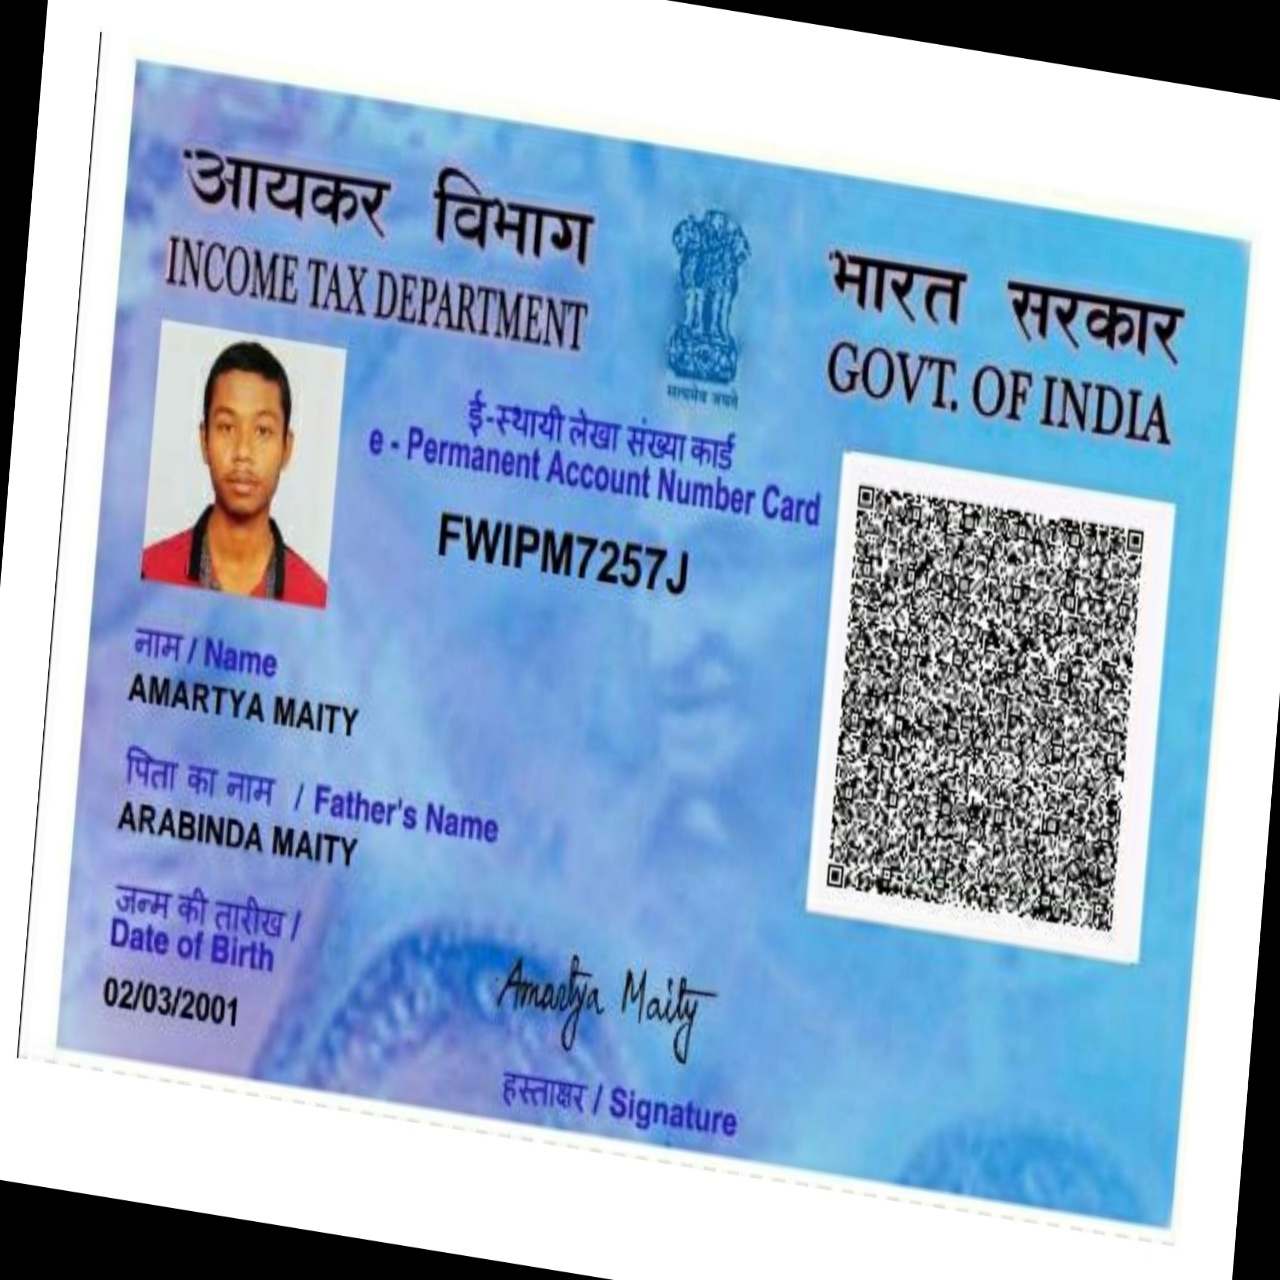 आयकर विभाग
INCOME TAX DEPARTMENT
सत्यमेव जयते
भारत सरकार
GOVT. OF INDIA
ई-स्थायी लेखा संख्या कार्ड
e - Permanent Account Number Card
FWIPM7257J
नाम / Name
AMARTYA MAITY
पिता का नाम / Father's Name
ARABINDA MAITY
जन्म की तारीख /
Date of Birth
02/03/2001
Amartya Maity
हस्ताक्षर / Signature